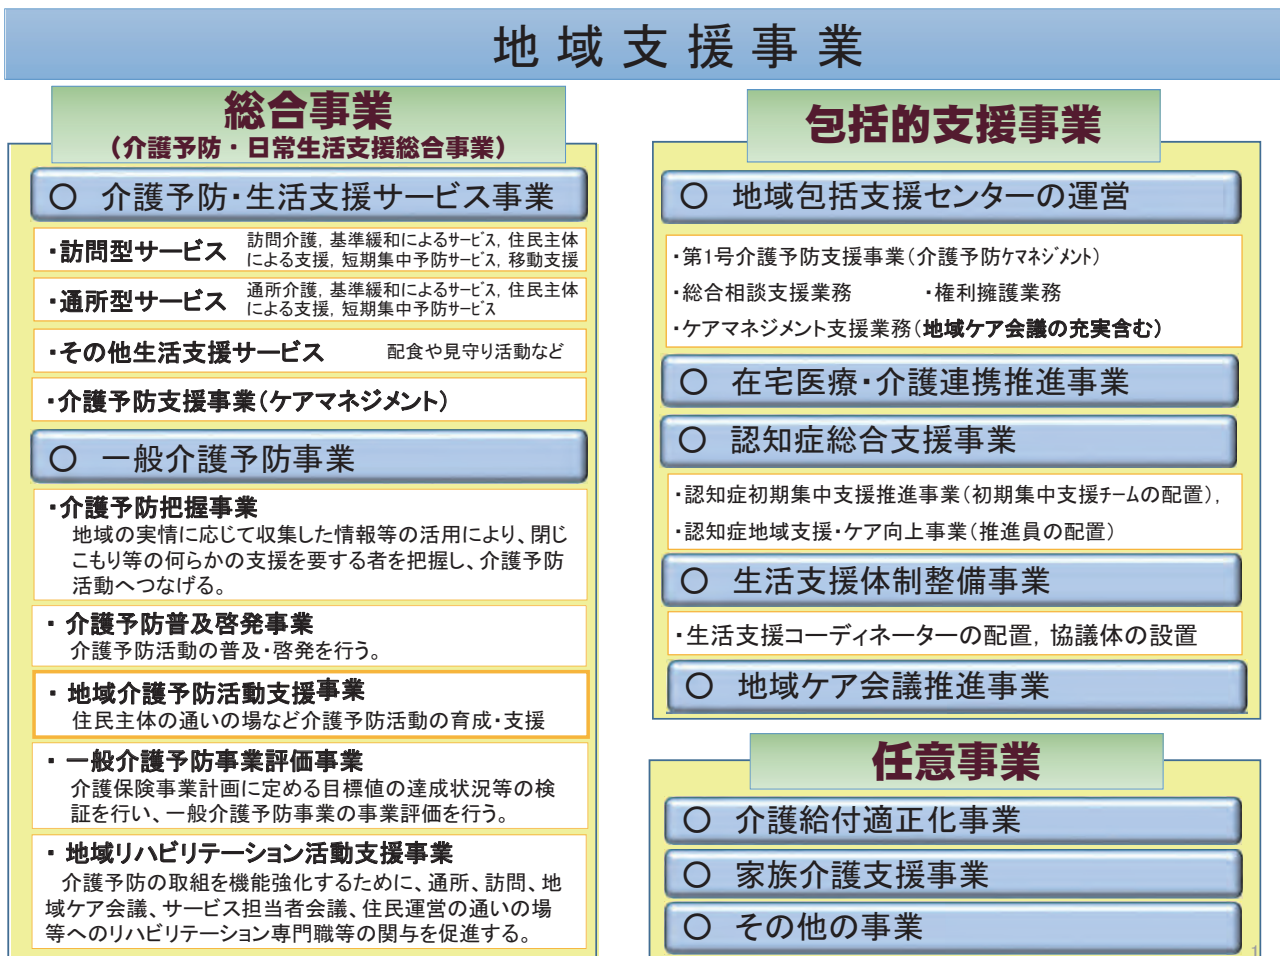 地域支援事業
総合事業
(介護予防・日常生活支援総合事業)
○ 介護予防・生活支援サービス事業
・訪問型サービス 訪問介護, 基準緩和によるサービス, 住民主体
による支援, 短期集中予防サービス, 移動支援
・通所型サービス 通所介護, 基準緩和によるサービス, 住民主体
による支援, 短期集中予防サービス
・その他生活支援サービス 配食や見守り活動など
・介護予防支援事業(ケアマネジメント)
○ 一般介護予防事業
・介護予防把握事業
地域の実情に応じて収集した情報等の活用により、閉じ
こもり等の何らかの支援を要する者を把握し、介護予防
活動へつなげる。
・ 介護予防普及啓発事業
介護予防活動の普及・啓発を行う。
・ 地域介護予防活動支援事業
住民主体の通いの場など介護予防活動の育成・支援
・ 一般介護予防事業評価事業
介護保険事業計画に定める目標値の達成状況等の検
証を行い、一般介護予防事業の事業評価を行う。
・ 地域リハビリテーション活動支援事業
介護予防の取組を機能強化するために、通所、訪問、地
域ケア会議、サービス担当者会議、住民運営の通いの場
等へのリハビリテーション専門職等の関与を促進する。
包括的支援事業
○ 地域包括支援センターの運営
・第1号介護予防支援事業(介護予防ケマネジメント)
・総合相談支援業務 ・権利擁護業務
・ケアマネジメント支援業務(地域ケア会議の充実含む)
○ 在宅医療・介護連携推進事業
○ 認知症総合支援事業
・認知症初期集中支援推進事業(初期集中支援チームの配置),
・認知症地域支援・ケア向上事業(推進員の配置)
○ 生活支援体制整備事業
・生活支援コーディネーターの配置, 協議体の設置
○ 地域ケア会議推進事業
任意事業
○ 介護給付適正化事業
○ 家族介護支援事業
○ その他の事業
1